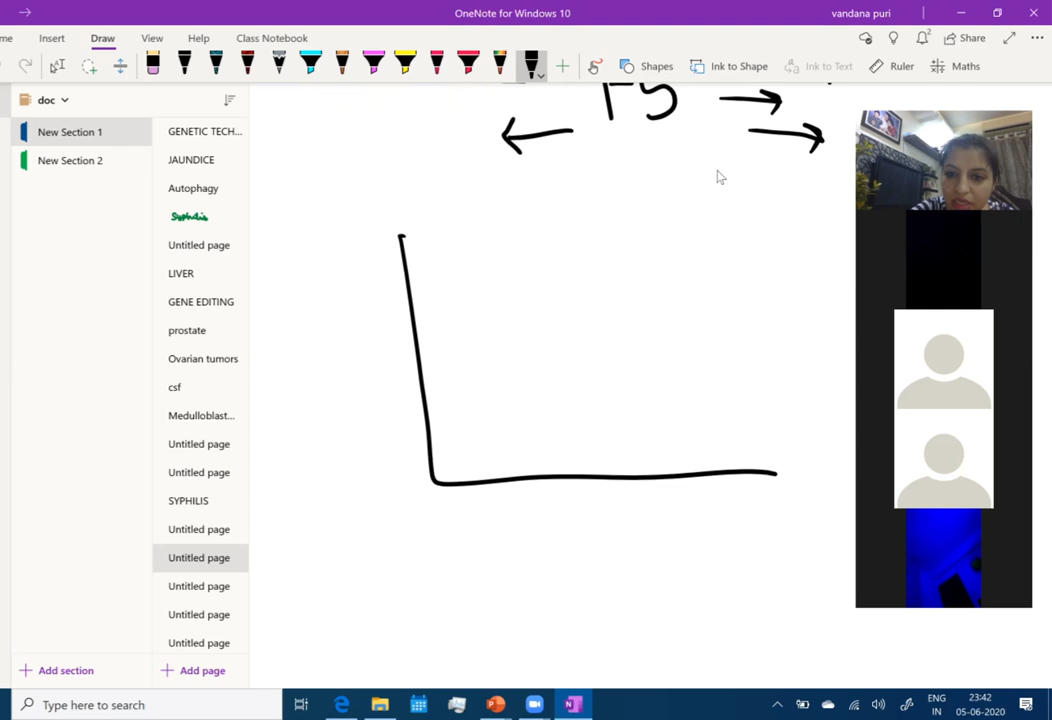 OneNote for Windows 10
vandana puri
me Insert Draw View Help Class Notebook
Share
Shapes Ink to Shape Ink to Text Ruler Maths
doc
New Section 1
New Section 2
GENETIC TECH...
JAUNDICE
Autophagy
Syphilis
Untitled page
LIVER
GENE EDITING
prostate
Ovarian tumors
csf
Medulloblast...
Untitled page
Untitled page
SYPHILIS
Untitled page
Untitled page
Untitled page
Untitled page
Untitled page
Add section
Add page
Type here to search
ENG
IN
23:42
05-06-2020